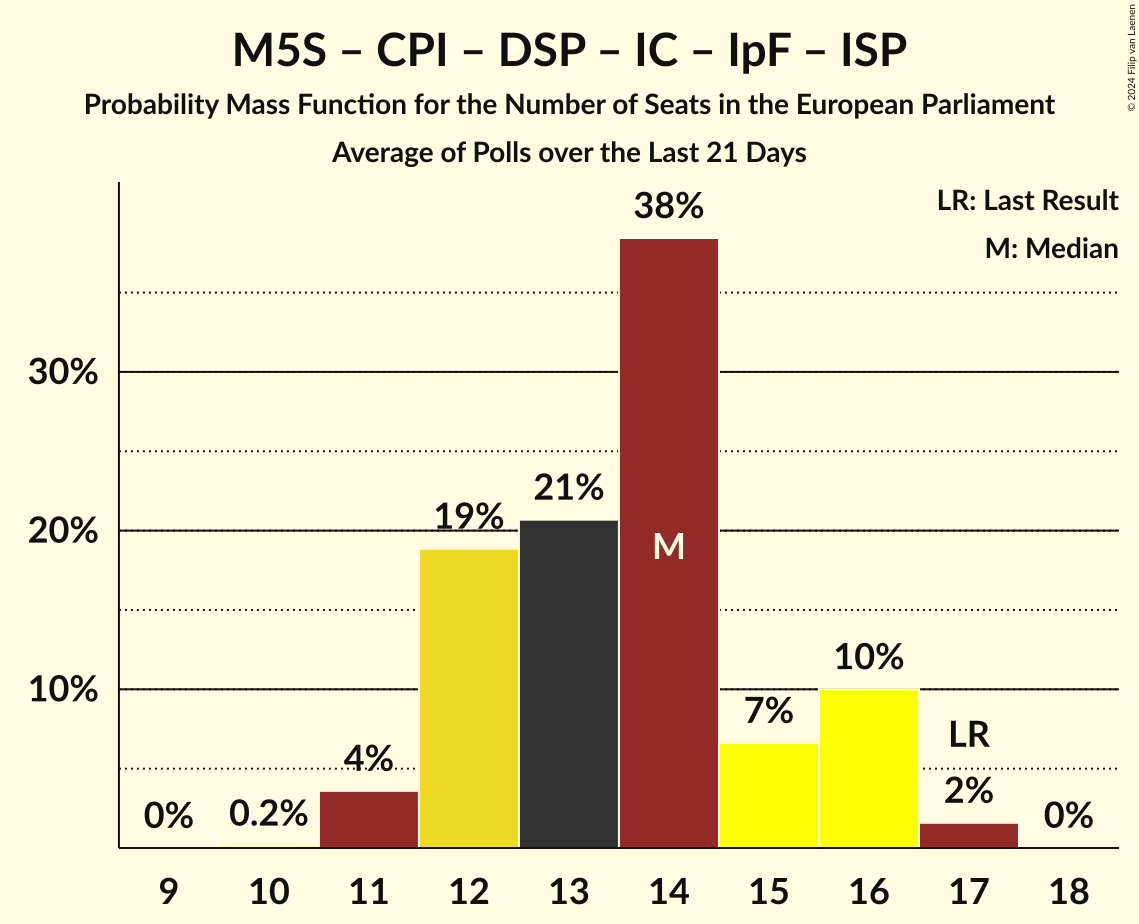 M5S – CPI – DSP – IC – IpF – ISP
Probability Mass Function for the Number of Seats in the European Parliament
Average of Polls over the Last 21 Days
© 2024 Filip van Laenen
LR: Last Result
M: Median
38%
30%
21%
19%
20%
M
10%
10%
7%
LR
4%
2%
0%
0.2%
0%
9 10 11 12 13 14 15 16 17 18